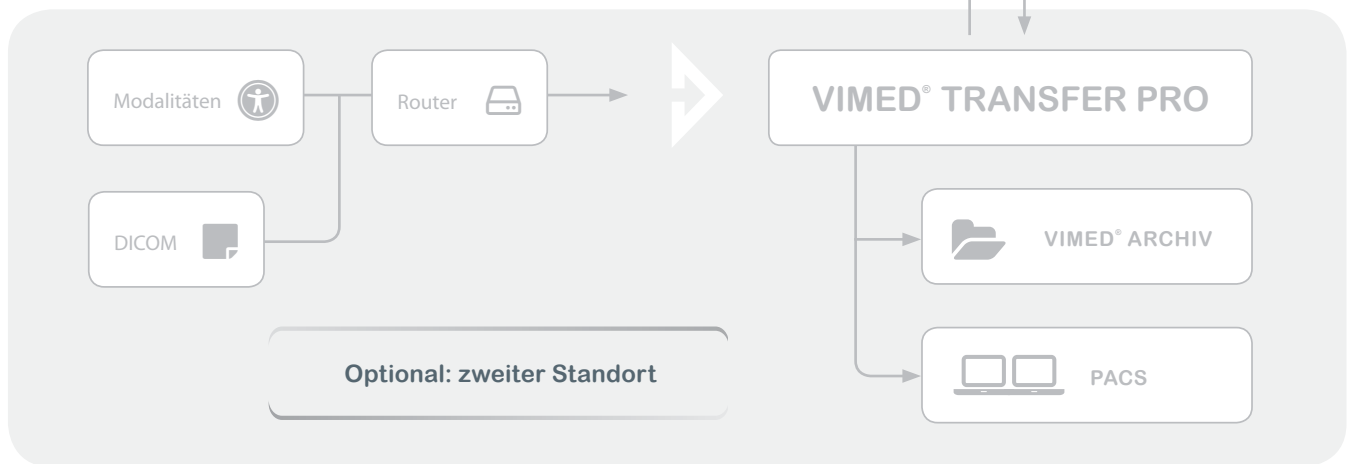 Modalitäten
Router
VIMED® TRANSFER PRO
DICOM
VIMED® ARCHIV
Optional: zweiter Standort
PACS